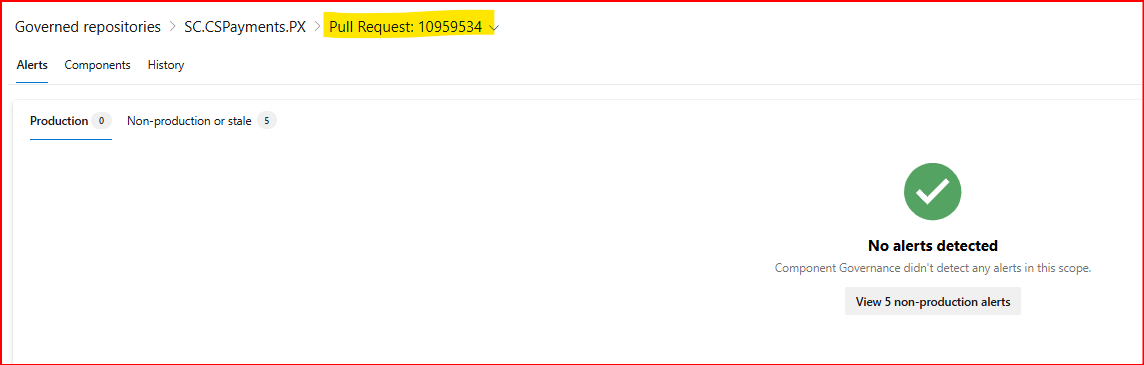 Governed repositories > SC.CSPayments.PX > Pull Request: 10959534
Alerts Components History
Production 0 Non-production or stale 5
No alerts detected
Component Governance didn't detect any alerts in this scope.
View 5 non-production alerts